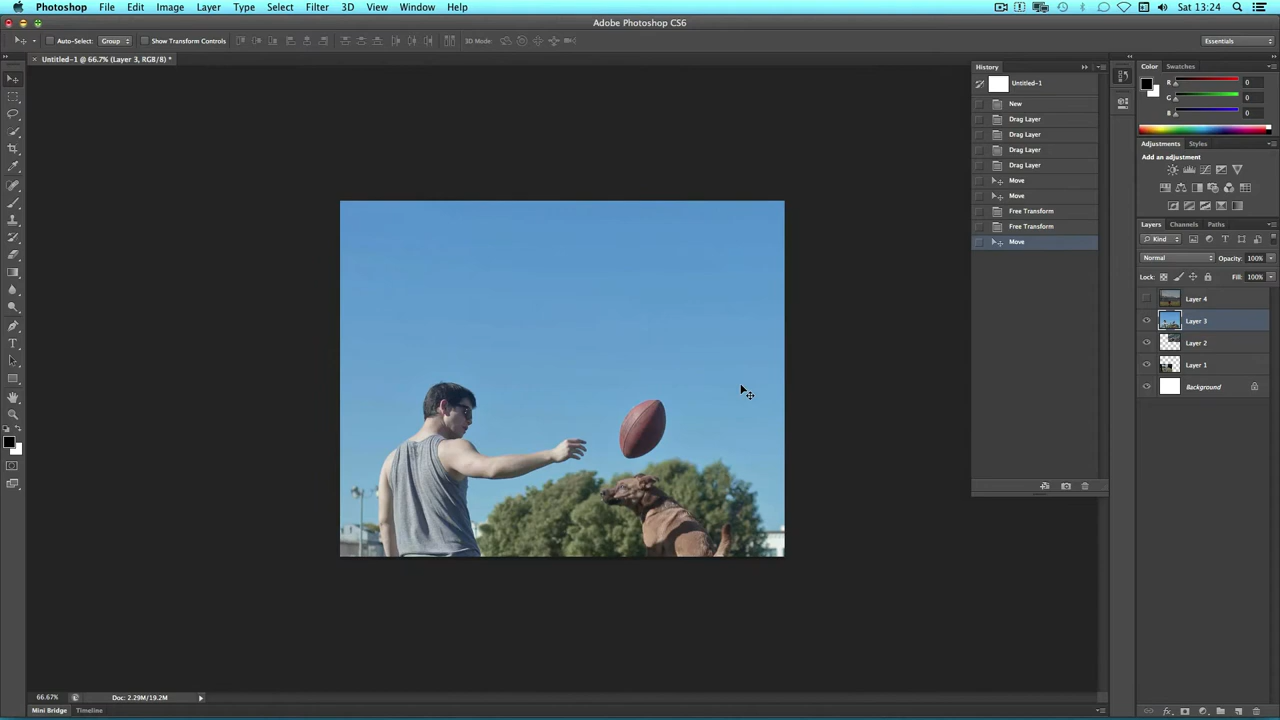 Photoshop File Edit Image Layer Type Select Filter 3D View Window Help Sat 13:24
Adobe Photoshop CS6
Auto-Select: Group Show Transform Controls 3D Mode: Essentials
× Untitled-1 @ 66.7% (Layer 3, RGB/8) *
History
Untitled-1
New
Drag Layer
Drag Layer
Drag Layer
Drag Layer
Move
Move
Free Transform
Free Transform
Move
Color Swatches
R 0
G 0
B 0
Adjustments Styles
Add an adjustment
Layers Channels Paths
Kind
Normal Opacity: 100%
Lock: Fill: 100%
Layer 4
Layer 3
Layer 2
Layer 1
Background
66.67% Doc: 2.29M/19.2M
Mini Bridge Timeline